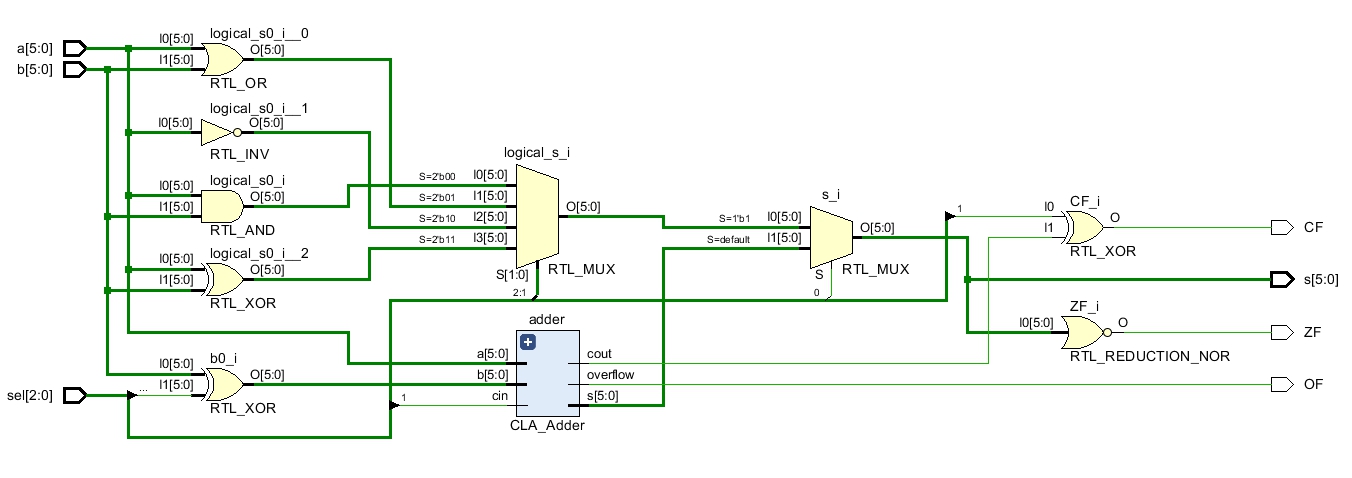 a[5:0]
b[5:0]
sel[2:0]
logical_s0_i__0
I0[5:0]
I1[5:0]
O[5:0]
RTL_OR
logical_s0_i__1
I0[5:0]
O[5:0]
RTL_INV
logical_s0_i
I0[5:0]
I1[5:0]
O[5:0]
RTL_AND
logical_s0_i__2
I0[5:0]
I1[5:0]
O[5:0]
RTL_XOR
b0_i
I0[5:0]
I1[5:0]
O[5:0]
...
RTL_XOR
logical_s_i
S=2'b00
I0[5:0]
S=2'b01
I1[5:0]
S=2'b10
I2[5:0]
S=2'b11
I3[5:0]
O[5:0]
S[1:0]
RTL_MUX
2:1
adder
a[5:0]
b[5:0]
cin
1
cout
overflow
s[5:0]
CLA_Adder
s_i
S=1'b1
I0[5:0]
S=default
I1[5:0]
O[5:0]
S
RTL_MUX
0
1
CF_i
I0
I1
O
RTL_XOR
ZF_i
I0[5:0]
O
RTL_REDUCTION_NOR
CF
s[5:0]
ZF
OF